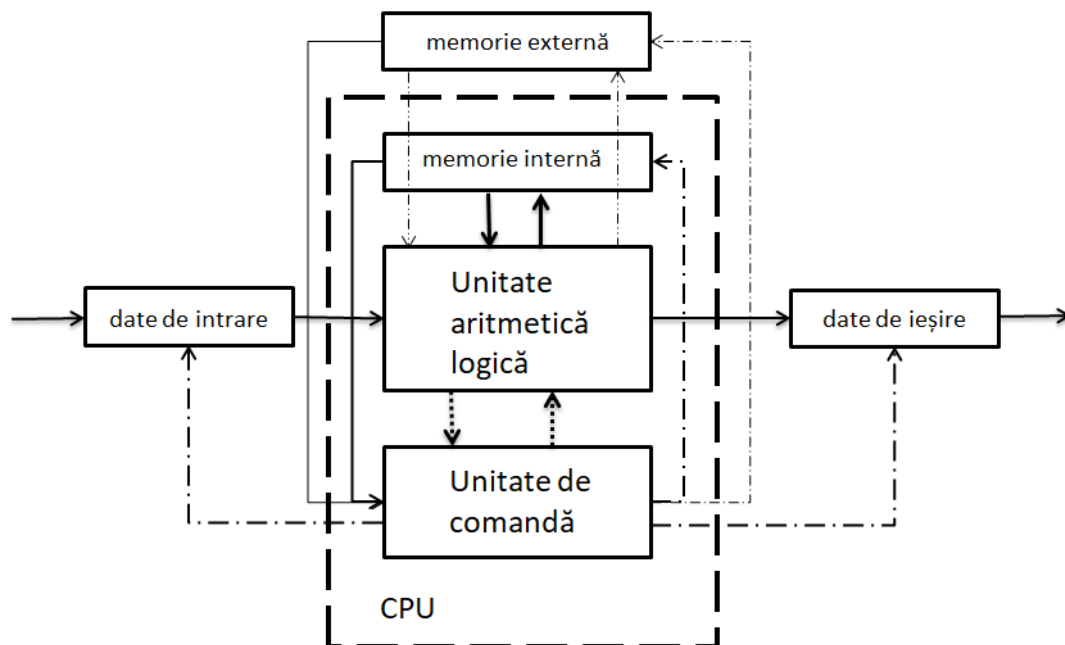 memorie externă
memorie internă
Unitate
aritmetică
logică
date de intrare
date de ieșire
Unitate de
comandă
CPU